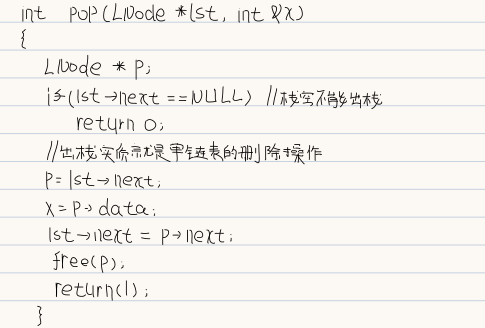 int pop(LNode *lst, int &x)
{
LNode * p;
if(lst→next ==NULL) //栈空不能出栈
return 0;
//出栈实际就是单链表的删除操作
p= lst→next;
x= p→data;
lst→next = p→next;
free(p);
return(1);
}